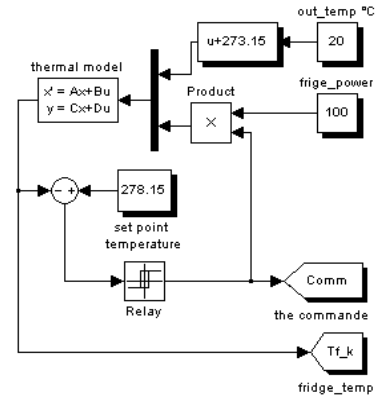 out_temp ºC
u+273.15
20
thermal model
x' = Ax+Bu
y = Cx+Du
Product
×
frige_power
100
− +
278.15
set point
temperature
Relay
Comm
the commande
Tf_k
fridge_temp